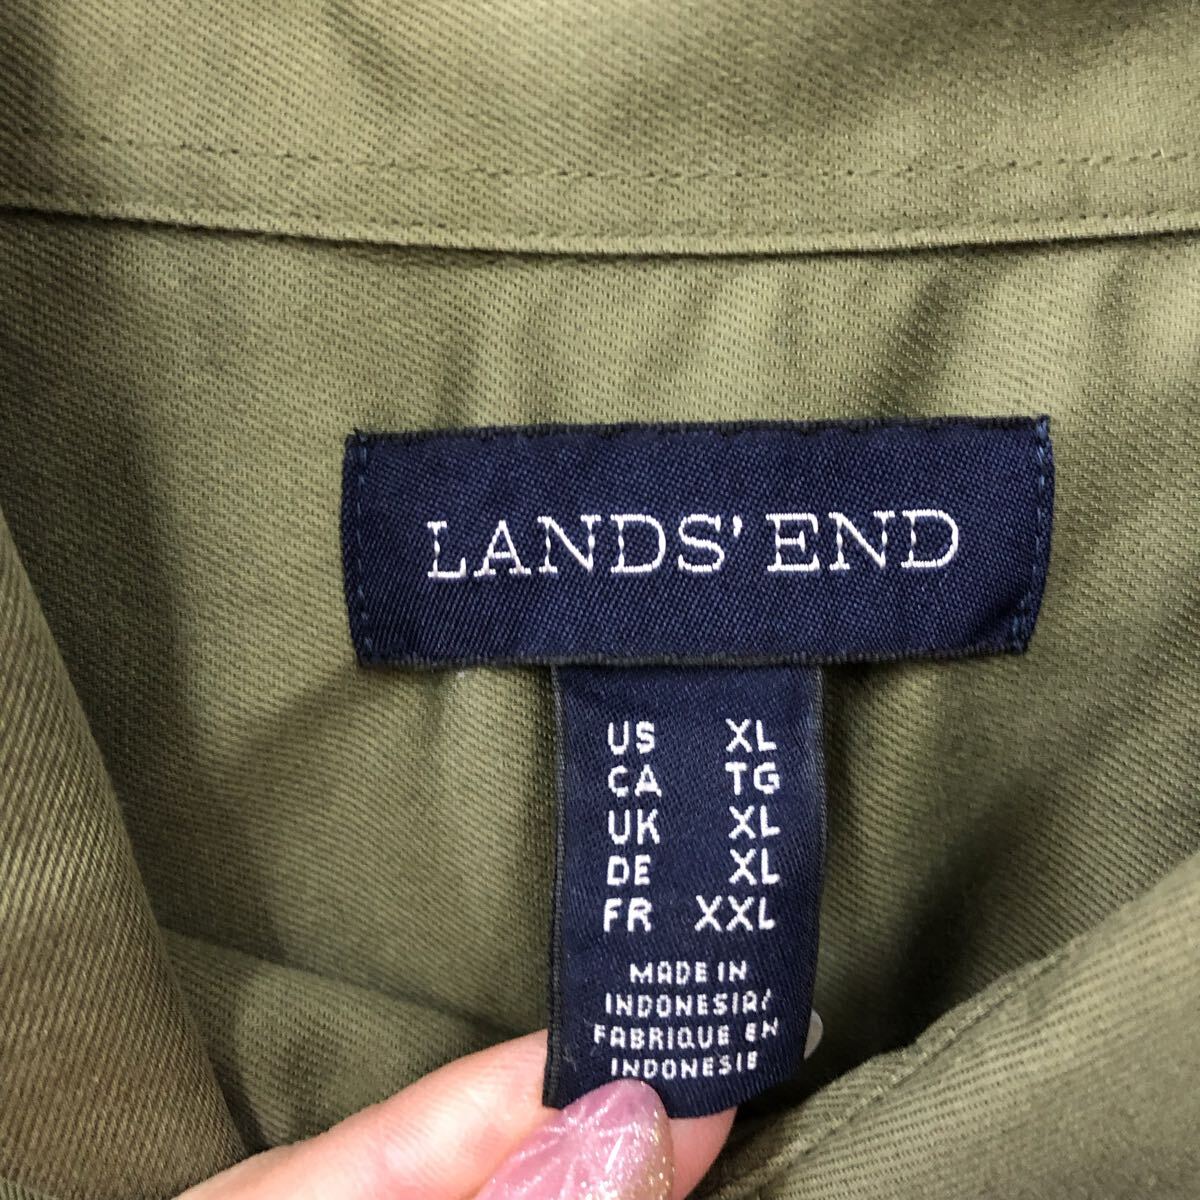 LANDS' END
US XL
CA TG
UK XL
DE XL
FR XXL
MADE IN
INDONESIA/
FABRIQUE EN
INDONESIE